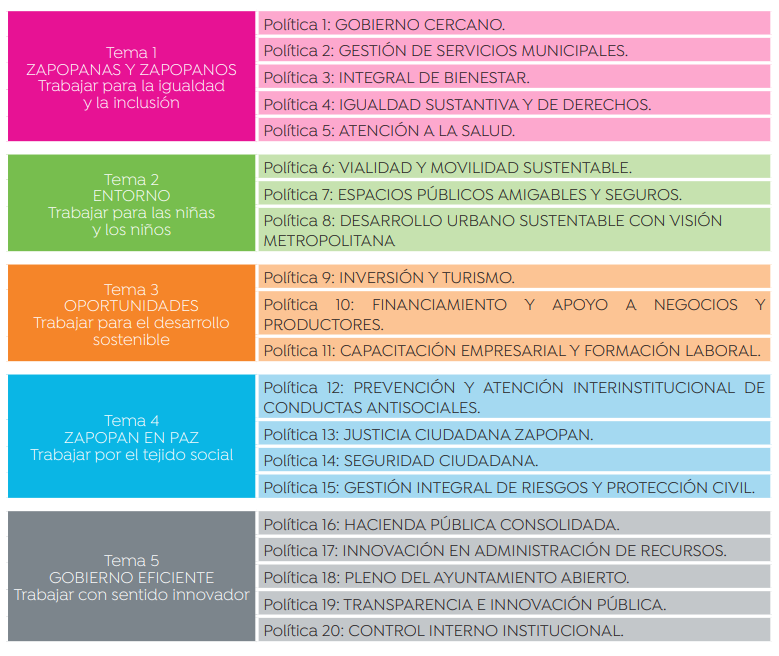 Tema 1
ZAPOPANAS Y ZAPOPANOS
Trabajar para la igualdad
y la inclusión
Política 1: GOBIERNO CERCANO.
Política 2: GESTIÓN DE SERVICIOS MUNICIPALES.
Política 3: INTEGRAL DE BIENESTAR.
Política 4: IGUALDAD SUSTANTIVA Y DE DERECHOS.
Política 5: ATENCIÓN A LA SALUD.
Tema 2
ENTORNO
Trabajar para las niñas
y los niños
Política 6: VIALIDAD Y MOVILIDAD SUSTENTABLE.
Política 7: ESPACIOS PÚBLICOS AMIGABLES Y SEGUROS.
Política 8: DESARROLLO URBANO SUSTENTABLE CON VISIÓN
METROPOLITANA
Tema 3
OPORTUNIDADES
Trabajar para el desarrollo
sostenible
Política 9: INVERSIÓN Y TURISMO.
Política 10: FINANCIAMIENTO Y APOYO A NEGOCIOS Y
PRODUCTORES.
Política 11: CAPACITACIÓN EMPRESARIAL Y FORMACIÓN LABORAL.
Tema 4
ZAPOPAN EN PAZ
Trabajar por el tejido social
Política 12: PREVENCIÓN Y ATENCIÓN INTERINSTITUCIONAL DE
CONDUCTAS ANTISOCIALES.
Política 13: JUSTICIA CIUDADANA ZAPOPAN.
Política 14: SEGURIDAD CIUDADANA.
Política 15: GESTIÓN INTEGRAL DE RIESGOS Y PROTECCIÓN CIVIL.
Tema 5
GOBIERNO EFICIENTE
Trabajar con sentido innovador
Política 16: HACIENDA PÚBLICA CONSOLIDADA.
Política 17: INNOVACIÓN EN ADMINISTRACIÓN DE RECURSOS.
Política 18: PLENO DEL AYUNTAMIENTO ABIERTO.
Política 19: TRANSPARENCIA E INNOVACIÓN PÚBLICA.
Política 20: CONTROL INTERNO INSTITUCIONAL.